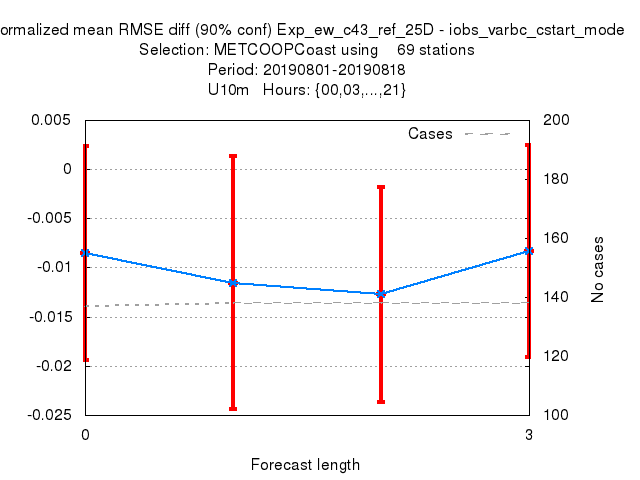 ormalized mean RMSE diff (90% conf) Exp_ew_c43_ref_25D - iobs_varbc_cstart_mode
Selection: METCOOPCoast using 69 stations
Period: 20190801-20190818
U10m Hours: {00,03,...,21}
Cases
0.005
0
-0.005
-0.01
-0.015
-0.02
-0.025
200
180
160
140
120
100
No cases
0
3
Forecast length